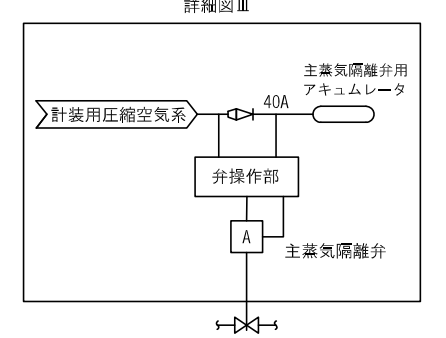 詳細図Ⅲ
主蒸気隔離弁用
アキュムレータ
40A
計装用圧縮空気系
弁操作部
A
主蒸気隔離弁